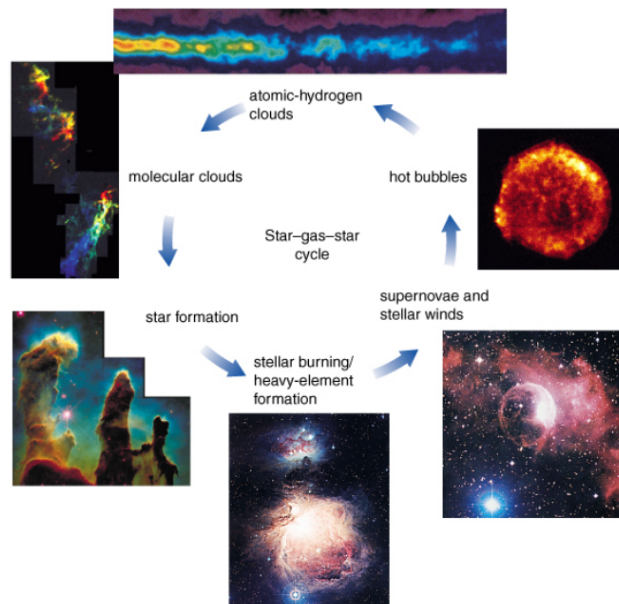 atomic-hydrogen
clouds
molecular clouds
hot bubbles
Star–gas–star
cycle
supernovae and
stellar winds
star formation
stellar burning/
heavy-element
formation